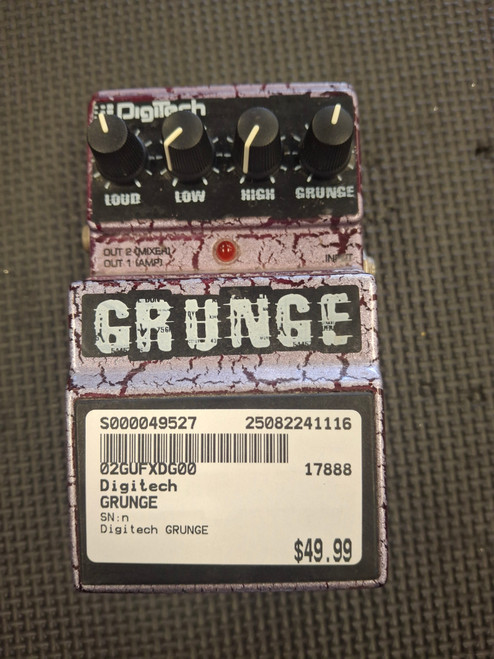 DigiTech
LOUD LOW HIGH GRUNGE
OUT 2 (MIXER)
OUT 1 (AMP) INPUT
GRUNGE
S000049527 25082241116
02GUFXDG00 17888
Digitech
GRUNGE
SN:n
Digitech GRUNGE
$49.99